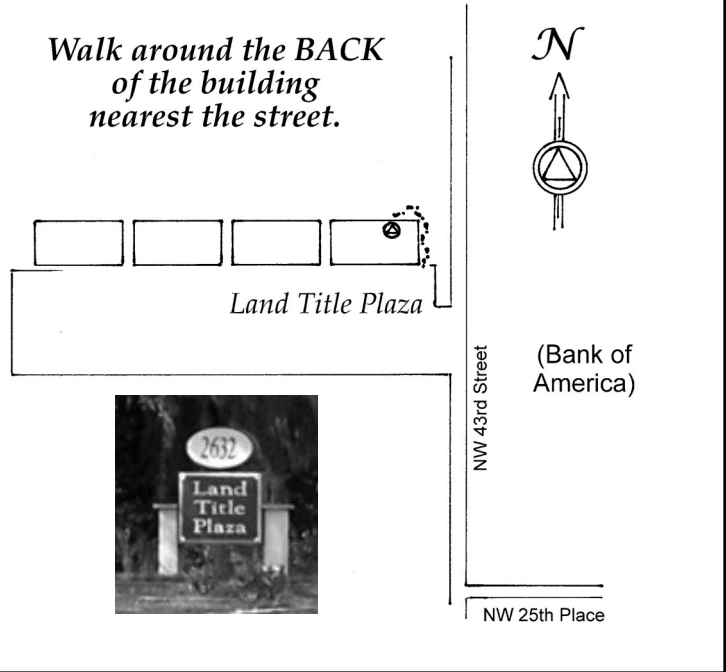 Walk around the BACK
of the building
nearest the street.
N
Land Title Plaza
NW 43rd Street
(Bank of
America)
2632
Land
Title
Plaza
NW 25th Place